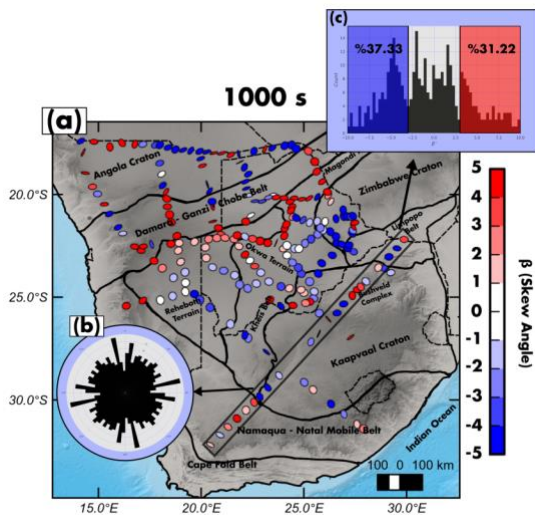 (c)
%37.33
%31.22
Count
β
1000 s
(a)
Angola Craton
Magondi
Zimbabwe Craton
20.0°S
Damara - Ganzi - Chobe Belt
Limpopo
Belt
Okwa Terrain
25.0°S
Rehoboth
Terrain
Kheis Belt
Bushveld
Complex
(b)
Kaapvaal Craton
30.0°S
Namaqua - Natal Mobile Belt
Cape Fold Belt
Indian Ocean
100 0 100 km
15.0°E
20.0°E
25.0°E
30.0°E
5
4
3
2
1
0
-1
-2
-3
-4
-5
β (Skew Angle)